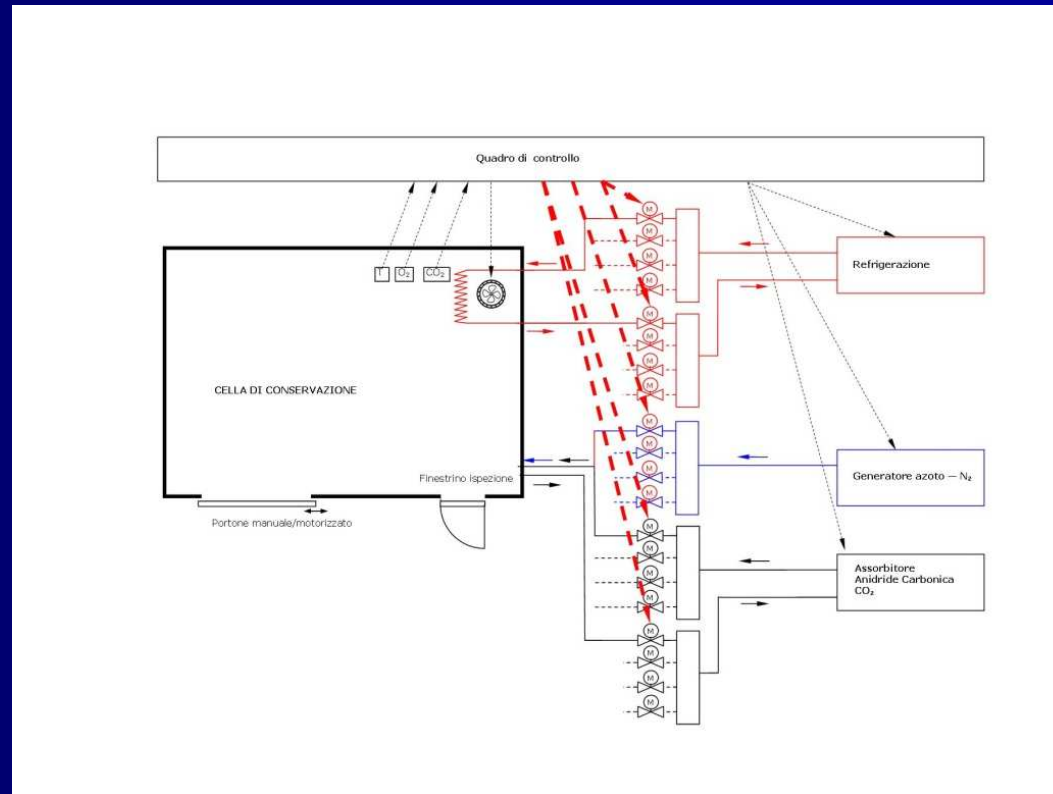 Quadro di controllo
M
M
M
M
T
O₂
CO₂
Refrigerazione
M
M
M
M
CELLA DI CONSERVAZIONE
M
M
M
M
Finestrino ispezione
Generatore azoto — N₂
Portone manuale/motorizzato
M
M
M
M
Assorbitore
Anidride Carbonica
CO₂
M
M
M
M